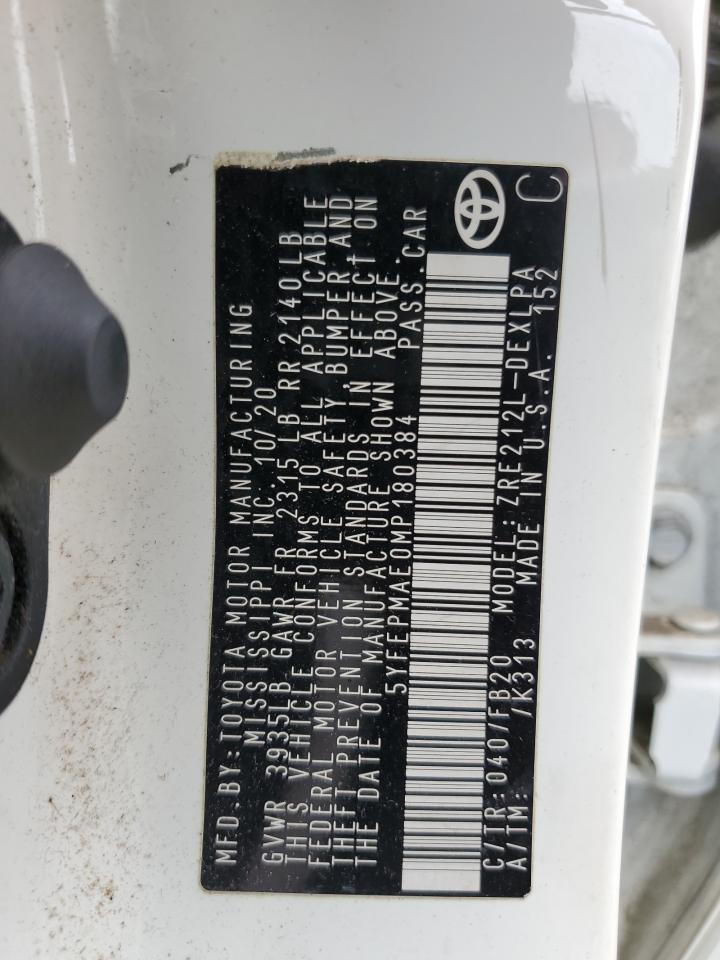 MFD.BY:TOYOTA MOTOR MANUFACTURING
MISSISSIPPI INC.10/20
GVWR 3935LB GAWR FR 2315 LB RR 2140LB
THIS VEHICLE CONFORMS TO ALL APPLICABLE
FEDERAL MOTOR VEHICLE SAFETY, BUMPER AND
THEFT PREVENTION STANDARDS IN EFFECT ON
THE DATE OF MANUFACTURE SHOWN ABOVE.
5YFEPMAE0MP180384 PASS.CAR
C/TR:040/FB20 MODEL:ZRE212L-DEXLPA
A/TM: /K313 MADE IN U.S.A. 152 C